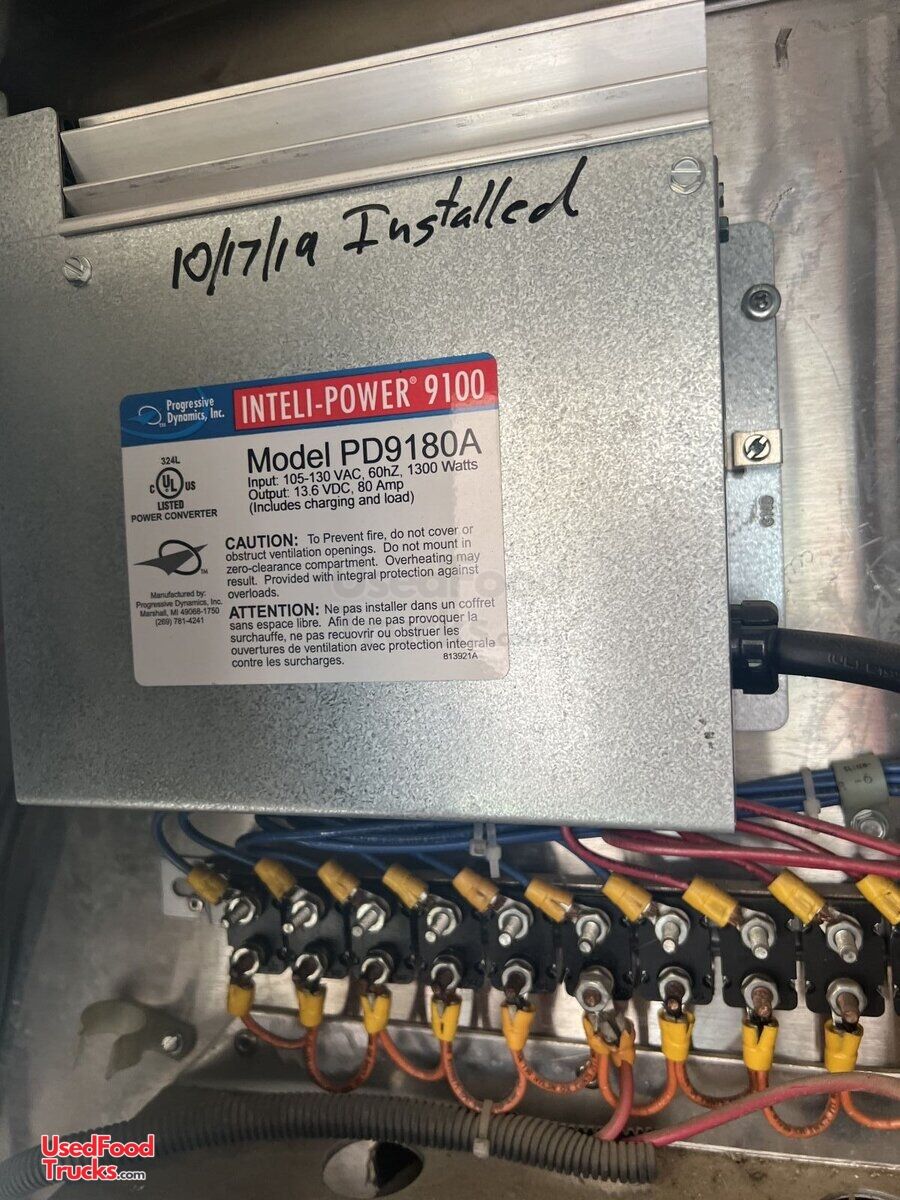 10/17/19 Installed
Progressive
Dynamics, Inc.
INTELI-POWER® 9100
324L
C UL US
LISTED
POWER CONVERTER
Model PD9180A
Input: 105-130 VAC, 60hZ, 1300 Watts
Output: 13.6 VDC, 80 Amp
(Includes charging and load)
CAUTION: To Prevent fire, do not cover or
obstruct ventilation openings. Do not mount in
zero-clearance compartment. Overheating may
result. Provided with integral protection against
overloads.
TM
Manufactured by:
Progressive Dynamics, Inc.
Marshall, MI 49068-1750
(269) 781-4241
ATTENTION: Ne pas installer dans un coffret
sans espace libre. Afin de ne pas provoquer la
surchauffe, ne pas recuovrir ou obstruer les
ouvertures de ventilation avec protection integrale
contre les surcharges.
813921A
UsedFood
Trucks.com